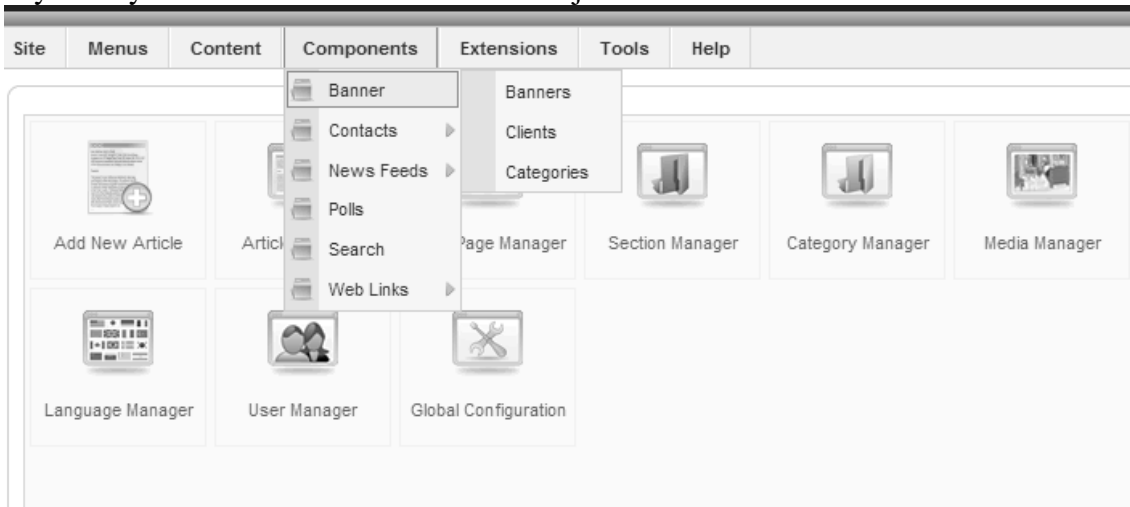 Site Menus Content Components Extensions Tools Help
Banner Banners
Contacts Clients
News Feeds Categories
Polls
Search
Web Links
Add New Article Artic Page Manager Section Manager Category Manager Media Manager
Language Manager User Manager Global Configuration